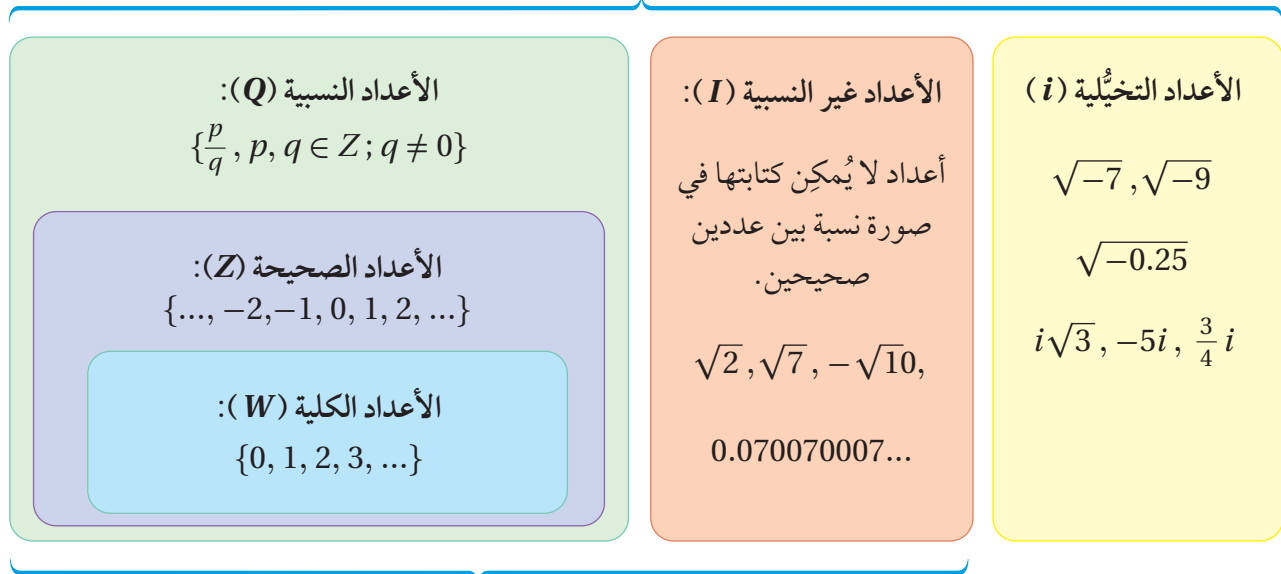 الأعداد التخيُّلية (i)
√−7 , √−9
√−0.25
i√3 , −5i , 3/4 i
الأعداد غير النسبية (I):
أعداد لا يُمكِن كتابتها في
صورة نسبة بين عددين
صحيحين.
√2 , √7 , −√10,
0.070070007...
الأعداد النسبية (Q):
{p/q , p, q ∈ Z ; q ≠ 0}
الأعداد الصحيحة (Z):
{..., −2,−1, 0, 1, 2, ...}
الأعداد الكلية (W):
{0, 1, 2, 3, ...}